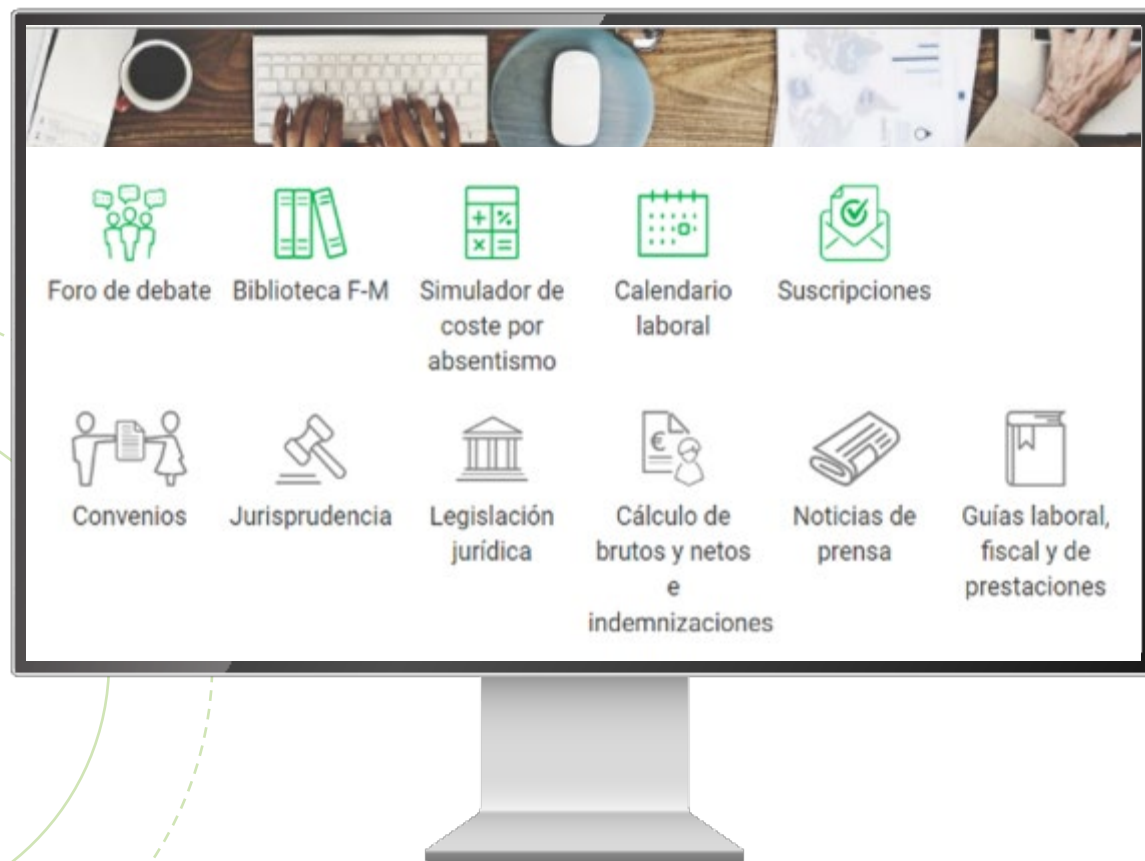 Foro de debate
Biblioteca F-M
Simulador de
coste por
absentismo
Calendario
laboral
Suscripciones
Convenios
Jurisprudencia
Legislación
jurídica
Cálculo de
brutos y netos
e
indemnizaciones
Noticias de
prensa
Guías laboral,
fiscal y de
prestaciones